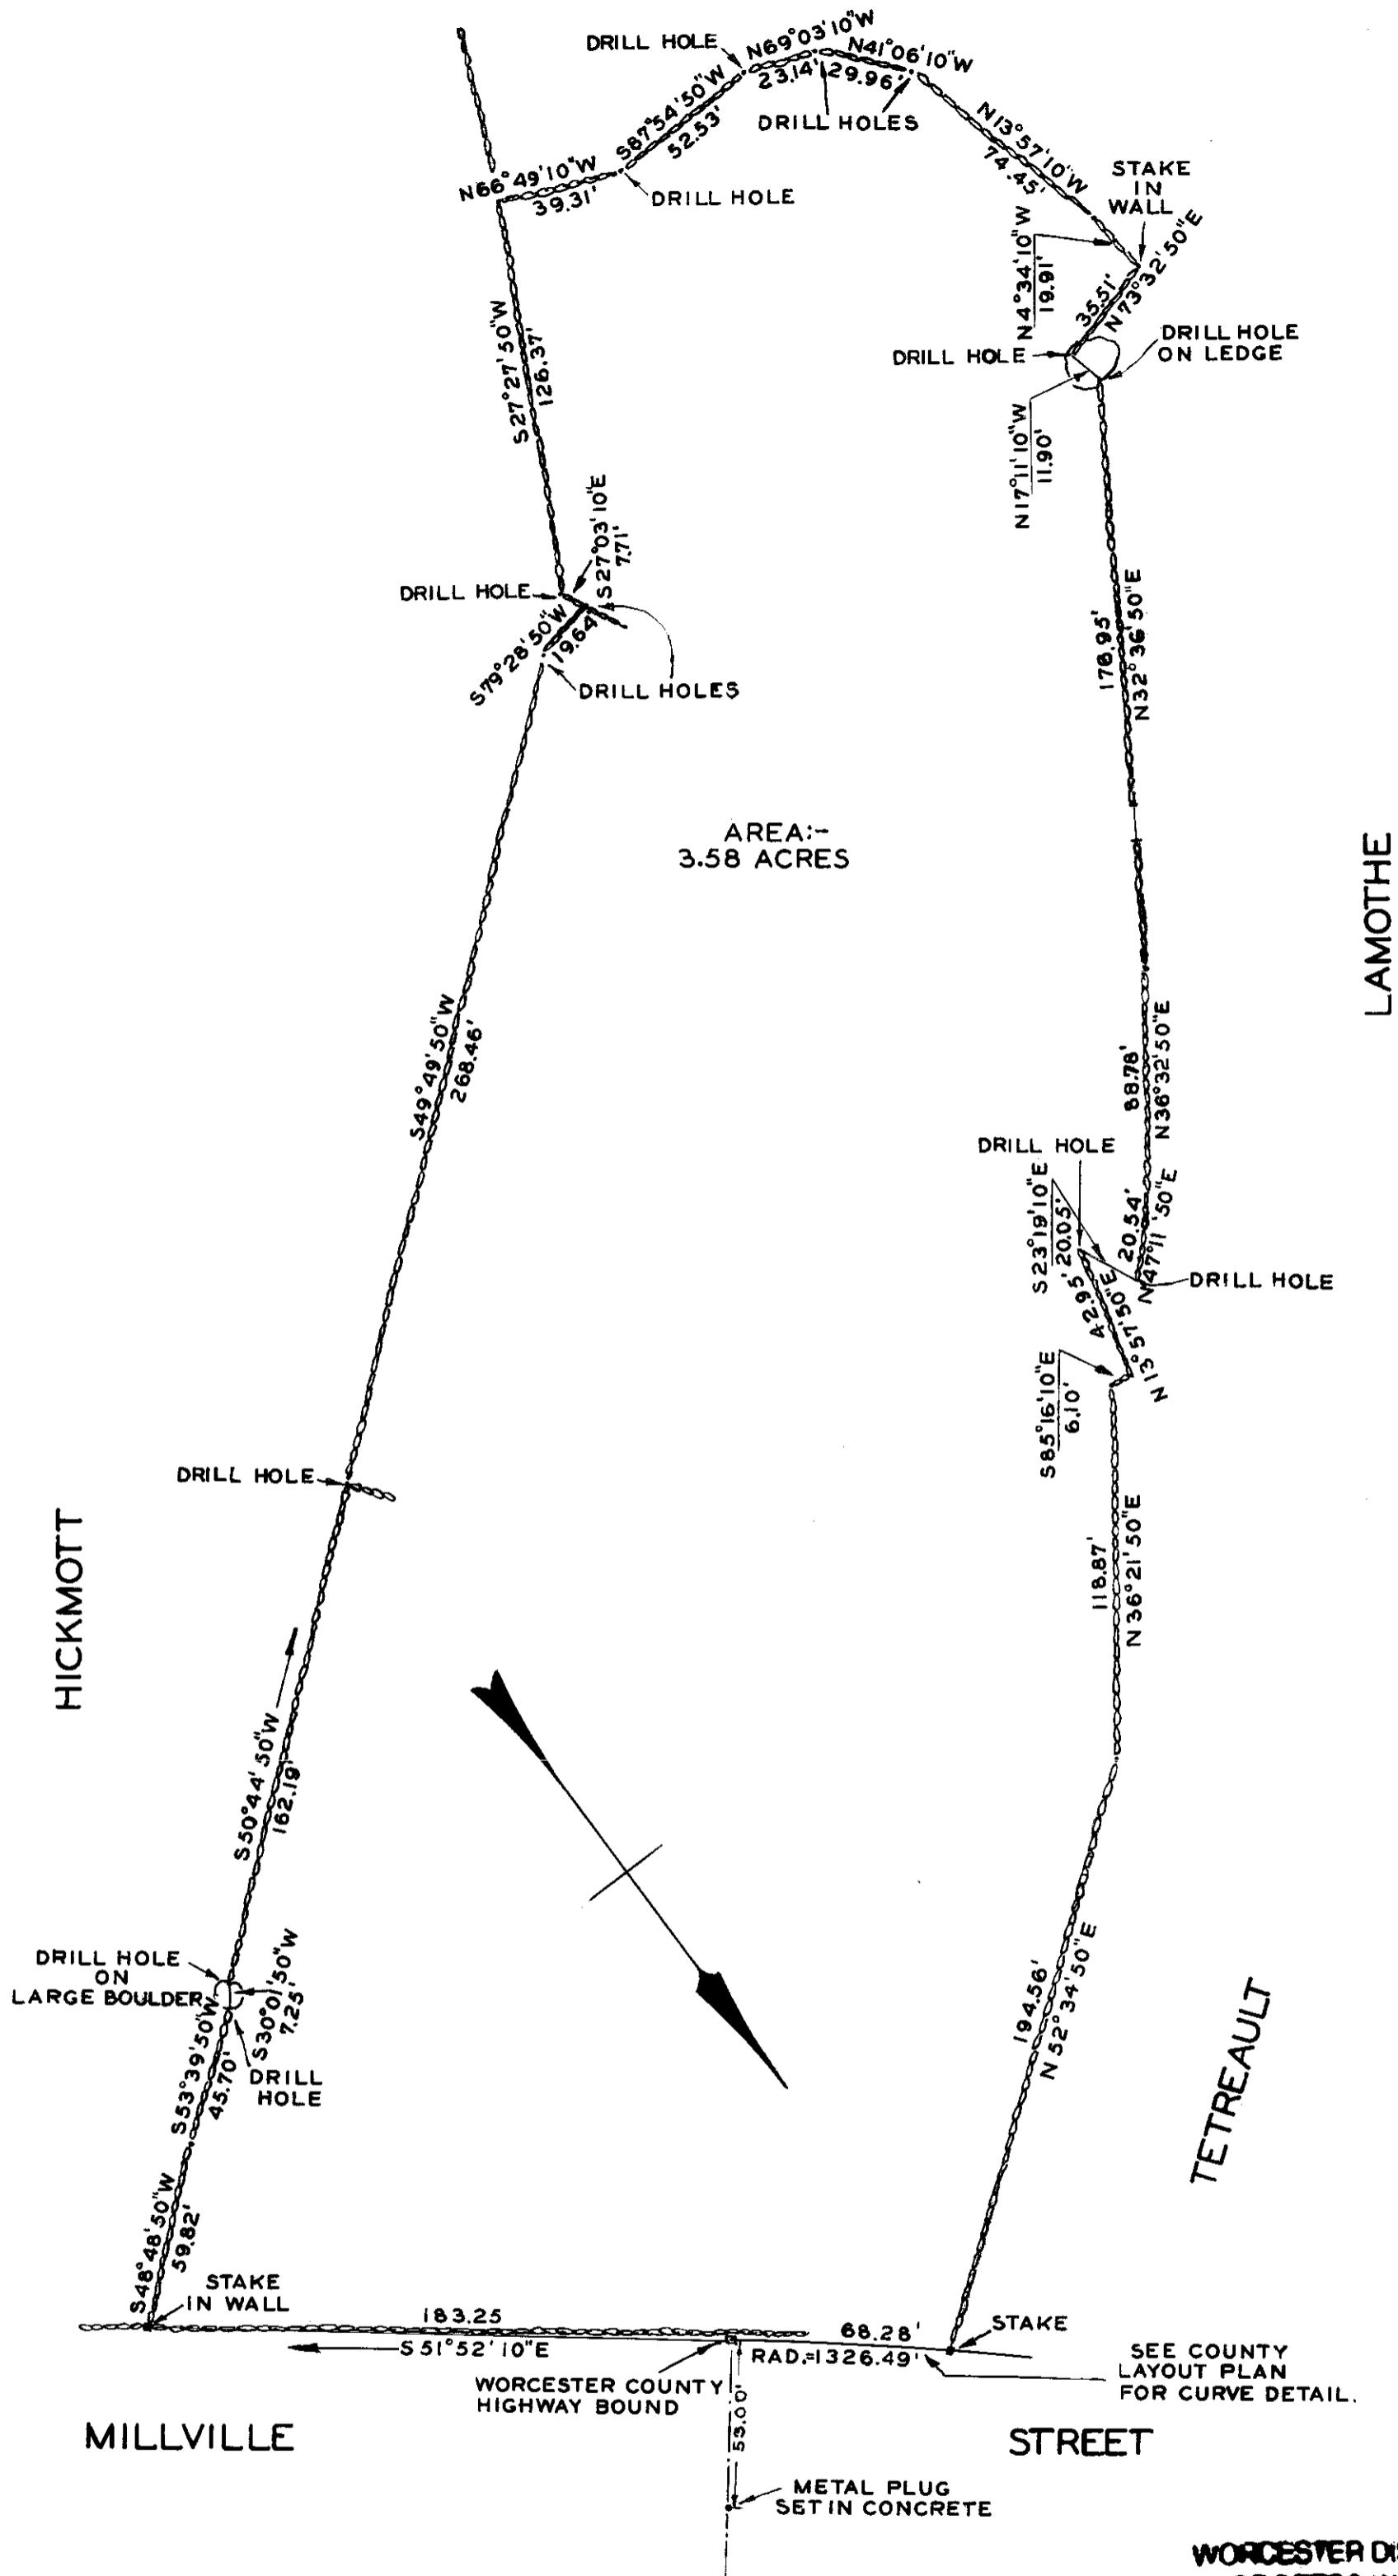 DRILL HOLE
N69°03'10"W
23.14'
N41°06'10"W
29.96'
DRILL HOLES
S87°54'50"W
52.53'
N13°57'10"W
74.45'
N66°49'10"W
39.31'
DRILL HOLE
STAKE
IN
WALL
N4°34'10"W
19.91'
N73°32'50"E
35.51'
DRILL HOLE
DRILL HOLE
ON LEDGE
S27°27'50"W
126.37'
N17°11'10"W
11.90'
S27°03'10"E
7.71'
DRILL HOLE
S79°28'50"W
19.64'
DRILL HOLES
178.95'
N32°36'50"E
AREA:-
3.58 ACRES
LAMOTHE
S49°49'50"W
268.46'
88.78'
N36°32'50"E
DRILL HOLE
S23°19'10"E
20.05'
20.54'
N47°11'50"E
DRILL HOLE
42.95'
N13°57'50"E
S85°16'10"E
6.10'
DRILL HOLE
HICKMOTT
118.87'
N36°21'50"E
S50°44'50"W
162.19'
DRILL HOLE
ON
LARGE BOULDER
S30°01'50"W
7.25'
S53°39'50"W
45.70'
DRILL
HOLE
194.56'
N52°34'50"E
TETREAULT
S48°48'50"W
59.82'
STAKE
IN WALL
183.25
S51°52'10"E
68.28'
RAD.=1326.49'
STAKE
SEE COUNTY
LAYOUT PLAN
FOR CURVE DETAIL.
WORCESTER COUNTY
HIGHWAY BOUND
53.00'
MILLVILLE STREET
METAL PLUG
SET IN CONCRETE
WORCESTER DI